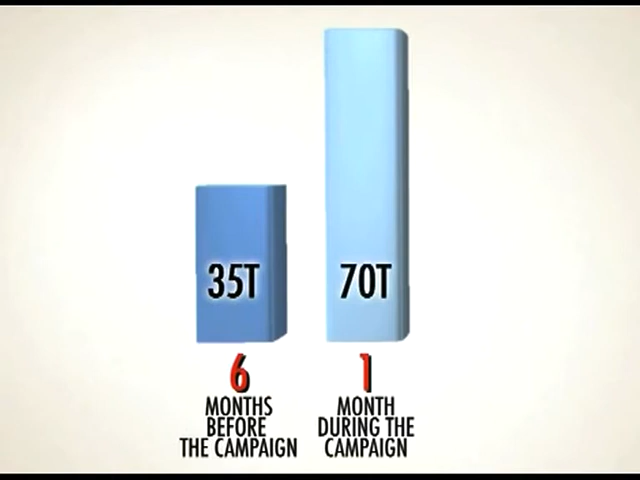 35T
70T
6
MONTHS
BEFORE
THE CAMPAIGN
1
MONTH
DURING THE
CAMPAIGN